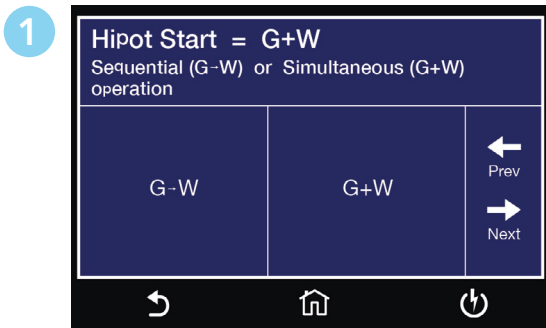 1
Hipot Start = G+W
Sequential (G→W) or Simultaneous (G+W)
operation
G→W
G+W
Prev
Next